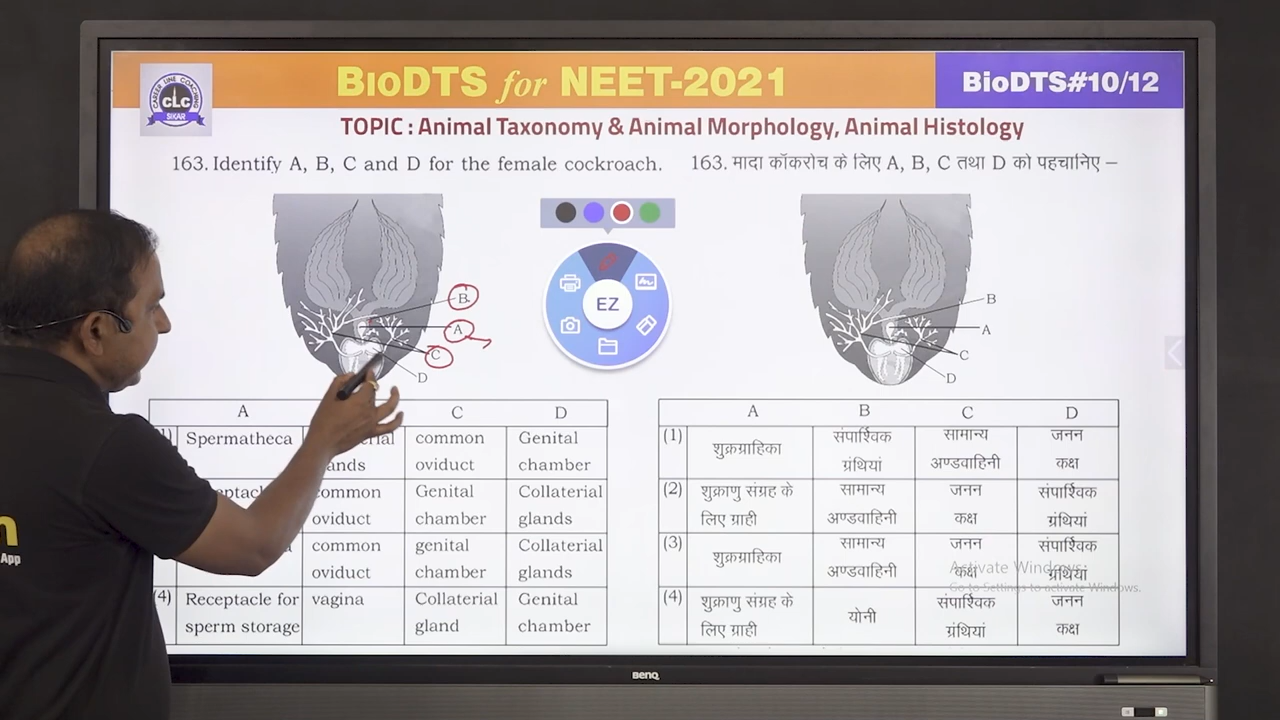 BIODTS for NEET-2021
BioDTS#10/12
CAREER LINE COACHING
CLC
SIKAR
TOPIC : Animal Taxonomy & Animal Morphology, Animal Histology
163. Identify A, B, C and D for the female cockroach.
163. मादा कॉकरोच के लिए A, B, C तथा D को पहचानिए –
B
A
C
D
EZ
B
A
C
D
A C D
Spermatheca common Genital
oviduct chamber
common Genital Collaterial
oviduct chamber glands
common genital Collaterial
oviduct chamber glands
(4) Receptacle for vagina Collaterial Genital
sperm storage gland chamber
A B C D
(1) शुक्रग्राहिका संपार्श्विक सामान्य जनन
ग्रंथियां अण्डवाहिनी कक्ष
(2) शुक्राणु संग्रह के सामान्य जनन संपार्श्विक
लिए ग्राही अण्डवाहिनी कक्ष ग्रंथियां
(3) शुक्रग्राहिका सामान्य जनन संपार्श्विक
अण्डवाहिनी कक्ष ग्रंथियां
(4) शुक्राणु संग्रह के योनी संपार्श्विक जनन
लिए ग्राही ग्रंथियां कक्ष
Activate Windows
Go to Settings to activate Windows.
n
App
BenQ